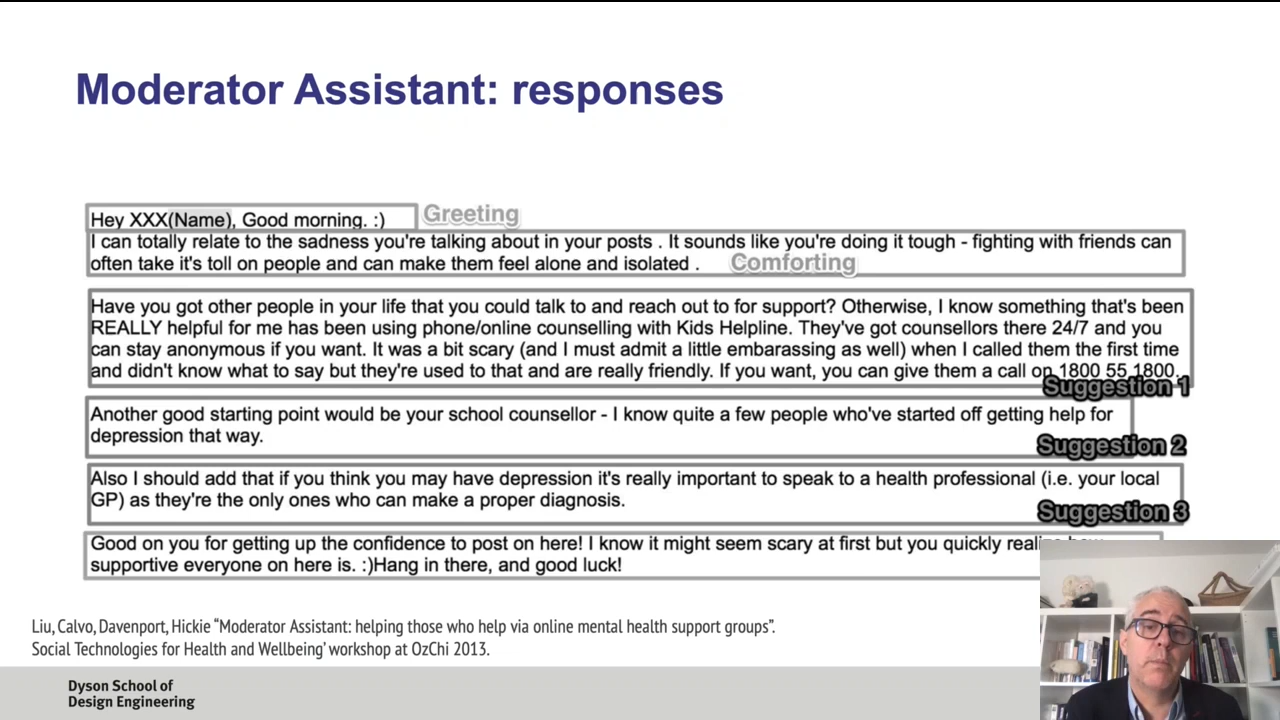 Moderator Assistant: responses
Hey XXX(Name), Good morning. :)
Greeting
I can totally relate to the sadness you're talking about in your posts . It sounds like you're doing it tough - fighting with friends can
often take it's toll on people and can make them feel alone and isolated .
Comforting
Have you got other people in your life that you could talk to and reach out to for support? Otherwise, I know something that's been
REALLY helpful for me has been using phone/online counselling with Kids Helpline. They've got counsellors there 24/7 and you
can stay anonymous if you want. It was a bit scary (and I must admit a little embarassing as well) when I called them the first time
and didn't know what to say but they're used to that and are really friendly. If you want, you can give them a call on 1800 55 1800.
Suggestion 1
Another good starting point would be your school counsellor - I know quite a few people who've started off getting help for
depression that way.
Suggestion 2
Also I should add that if you think you may have depression it's really important to speak to a health professional (i.e. your local
GP) as they're the only ones who can make a proper diagnosis.
Suggestion 3
Good on you for getting up the confidence to post on here! I know it might seem scary at first but you quickly
supportive everyone on here is. :)Hang in there, and good luck!
Liu, Calvo, Davenport, Hickie “Moderator Assistant: helping those who help via online mental health support groups”.
Social Technologies for Health and Wellbeing’ workshop at OzChi 2013.
Dyson School of
Design Engineering